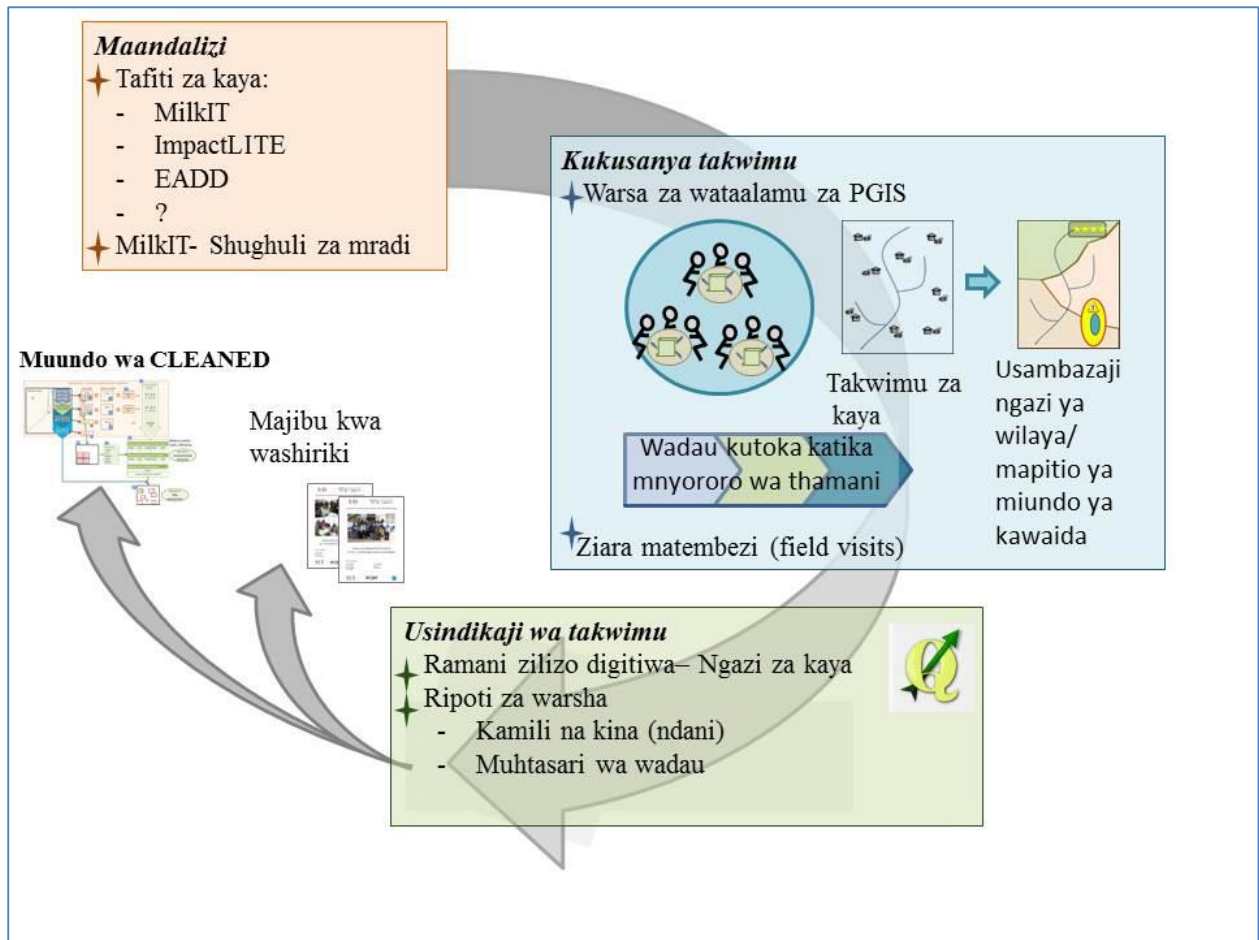 Maandalizi
Tafiti za kaya:
- MilkIT
- ImpactLITE
- EADD
- ?
MilkIT- Shughuli za mradi
Kukusanya takwimu
Warsa za wataalamu za PGIS
Takwimu za
kaya
Usambazaji
ngazi ya
wilaya/
mapitio ya
miundo ya
kawaida
Wadau kutoka katika
mnyororo wa thamani
Ziara matembezi (field visits)
Muundo wa CLEANED
Majibu kwa
washiriki
Usindikaji wa takwimu
Ramani zilizo digitiwa– Ngazi za kaya
Ripoti za warsha
- Kamili na kina (ndani)
- Muhtasari wa wadau